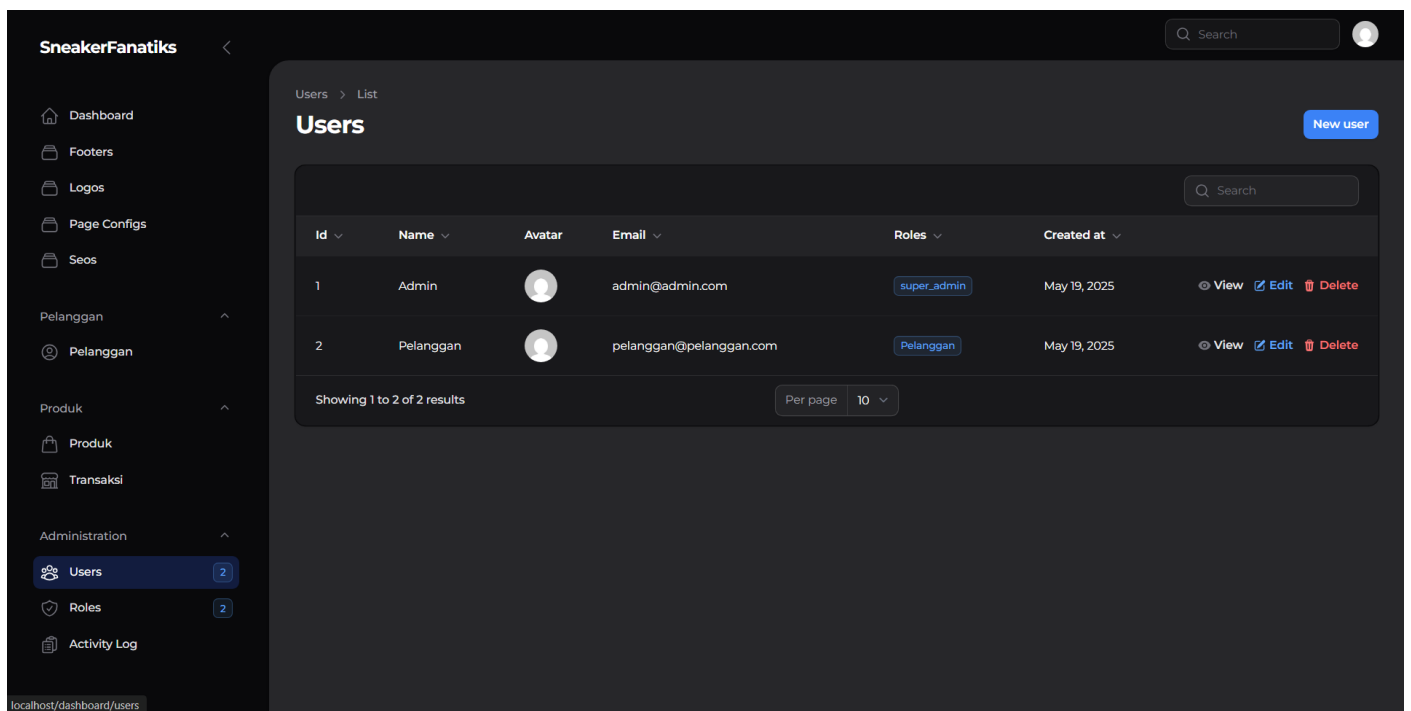 SneakerFanatiks
Search
Dashboard
Footers
Logos
Page Configs
Seos
Pelanggan
Pelanggan
Produk
Produk
Transaksi
Administration
Users 2
Roles 2
Activity Log
localhost/dashboard/users
Users > List
Users
New user
Search
Id Name Avatar Email Roles Created at
1 Admin admin@admin.com super_admin May 19, 2025 View Edit Delete
2 Pelanggan pelanggan@pelanggan.com Pelanggan May 19, 2025 View Edit Delete
Showing 1 to 2 of 2 results Per page 10